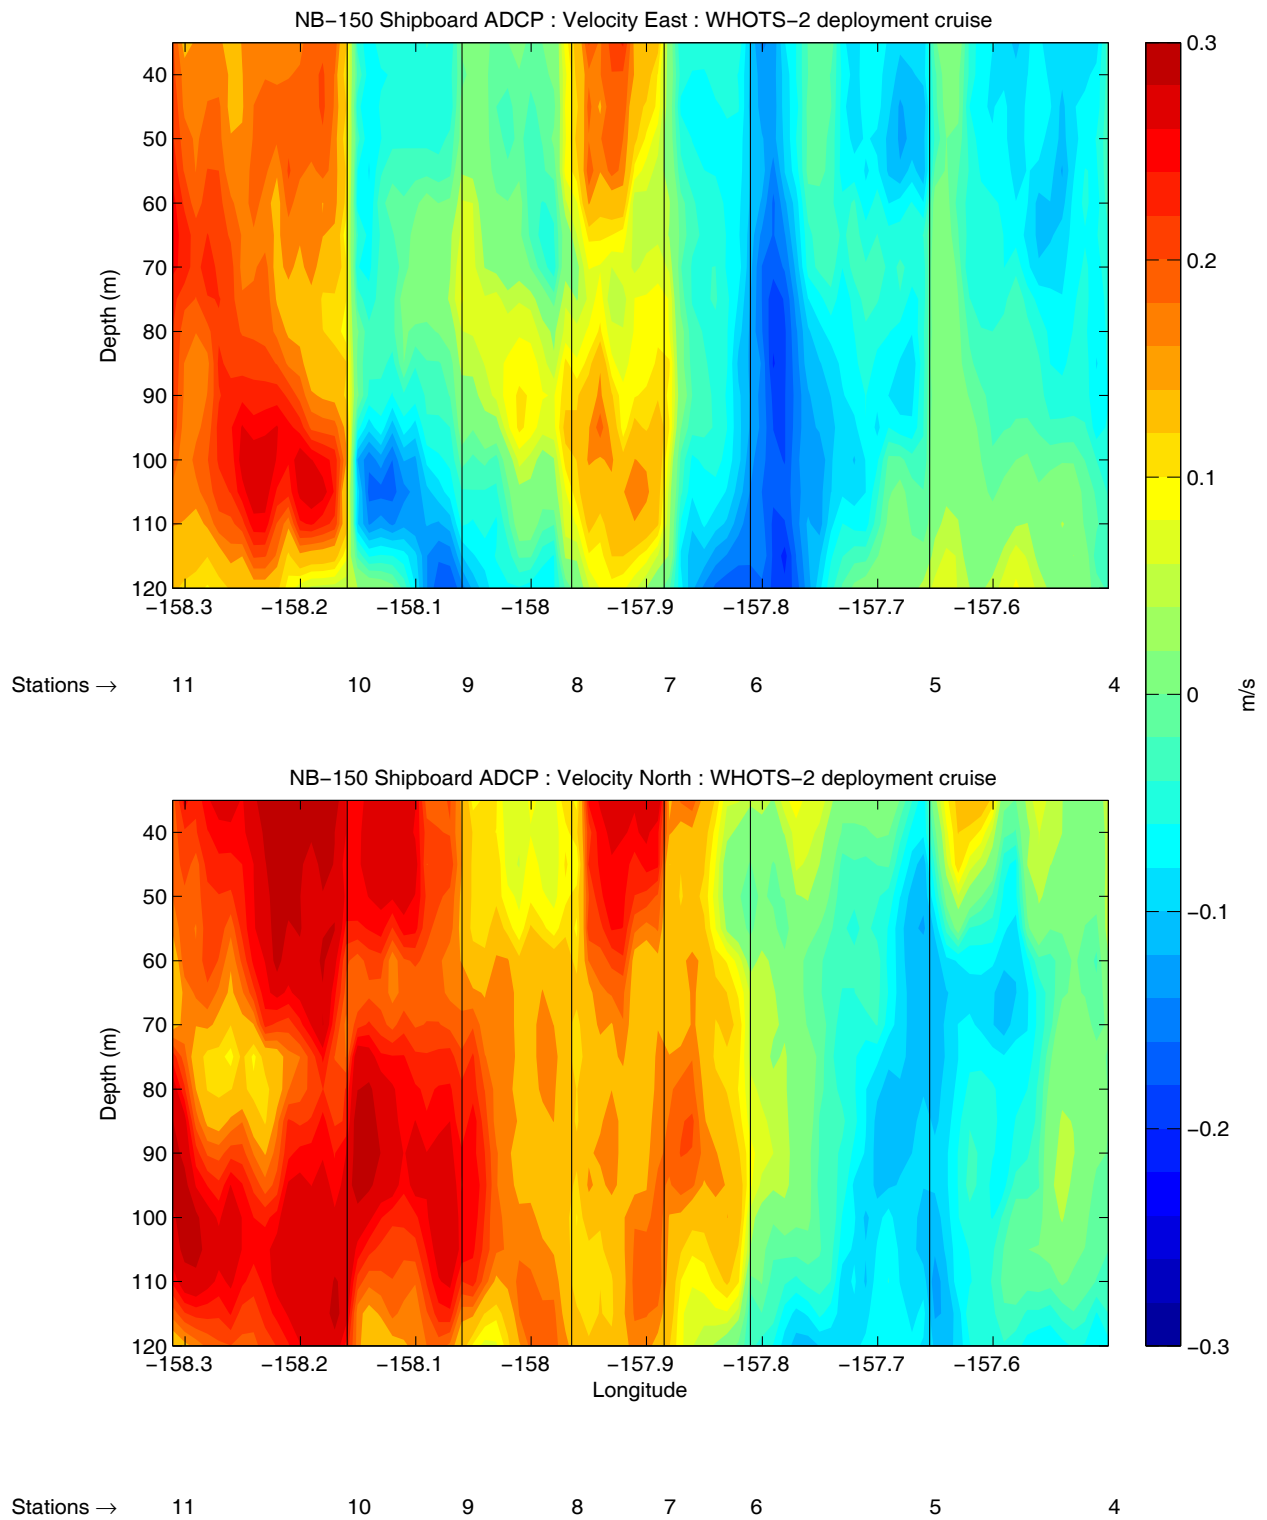 NB−150 Shipboard ADCP : Velocity East : WHOTS−2 deployment cruise
40
50
60
70
80
90
100
110
120
Depth (m)
−158.3 −158.2 −158.1 −158 −157.9 −157.8 −157.7 −157.6
Stations → 11 10 9 8 7 6 5 4
0.3
0.2
0.1
0
−0.1
−0.2
−0.3
m/s
NB−150 Shipboard ADCP : Velocity North : WHOTS−2 deployment cruise
40
50
60
70
80
90
100
110
120
Depth (m)
−158.3 −158.2 −158.1 −158 −157.9 −157.8 −157.7 −157.6
Longitude
Stations → 11 10 9 8 7 6 5 4